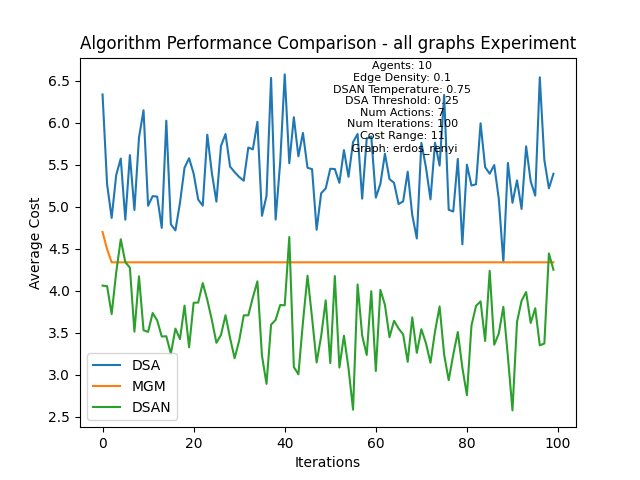 Algorithm Performance Comparison - all graphs Experiment
Agents: 10
Edge Density: 0.1
DSAN Temperature: 0.75
DSA Threshold: 0.25
Num Actions: 7
Num Iterations: 100
Cost Range: 11
Graph: erdos_renyi
6.5
6.0
5.5
5.0
4.5
4.0
3.5
3.0
2.5
Average Cost
DSA
MGM
DSAN
0 20 40 60 80 100
Iterations